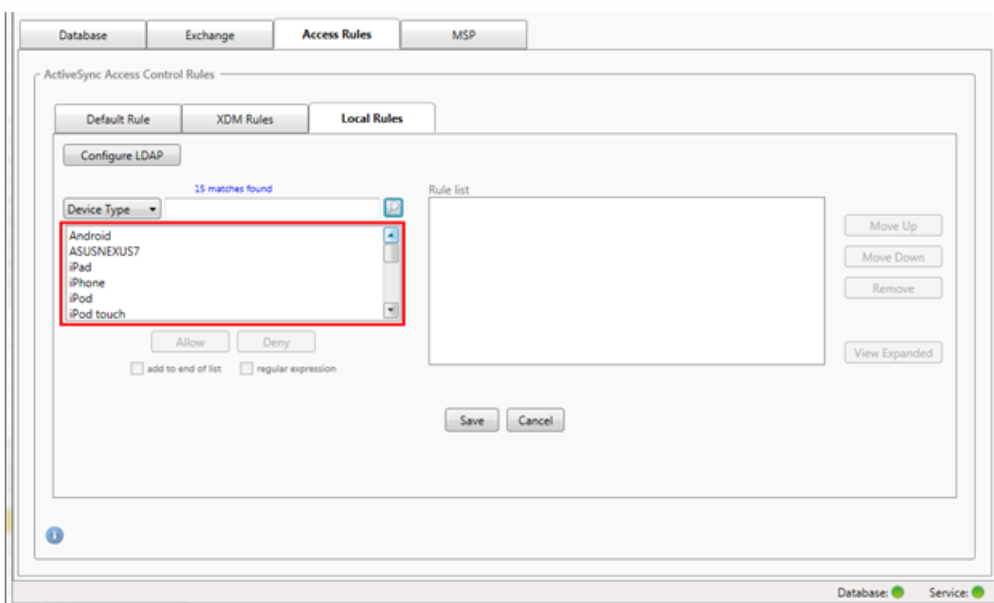 Database Exchange Access Rules MSP
ActiveSync Access Control Rules
Default Rule XDM Rules Local Rules
Configure LDAP
15 matches found
Rule list
Device Type
Android
ASUSNEXUS7
iPad
iPhone
iPod
iPod touch
Move Up
Move Down
Remove
View Expanded
Allow Deny
add to end of list regular expression
Save Cancel
Database: Service: